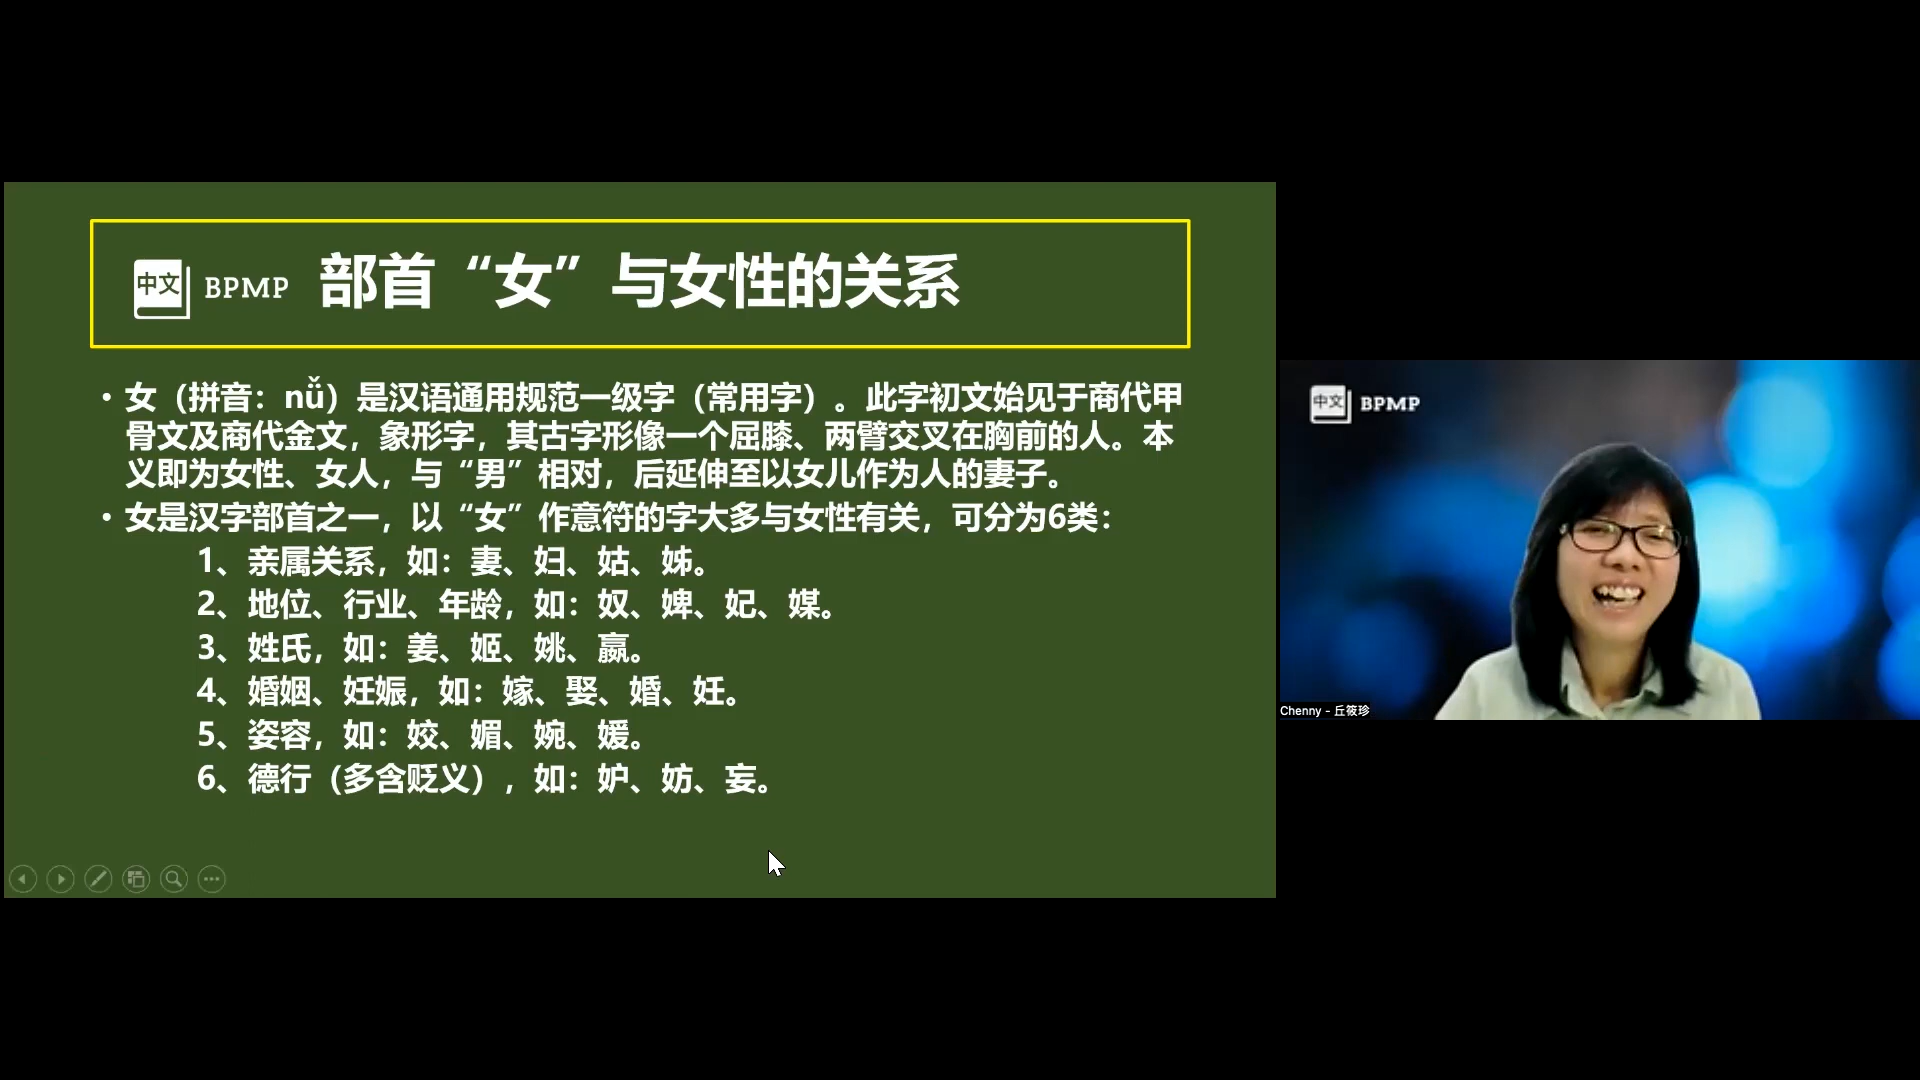 中文 BPMP 部首“女”与女性的关系
• 女（拼音：nǚ）是汉语通用规范一级字（常用字）。此字初文始见于商代甲
骨文及商代金文，象形字，其古字形像一个屈膝、两臂交叉在胸前的人。本
义即为女性、女人，与“男”相对，后延伸至以女儿作为人的妻子。
• 女是汉字部首之一，以“女”作意符的字大多与女性有关，可分为6类：
1、亲属关系，如：妻、妇、姑、姊。
2、地位、行业、年龄，如：奴、婢、妃、媒。
3、姓氏，如：姜、姬、姚、嬴。
4、婚姻、妊娠，如：嫁、娶、婚、妊。
5、姿容，如：姣、媚、婉、媛。
6、德行（多含贬义），如：妒、妨、妄。
中文 BPMP
Chenny - 丘筱珍